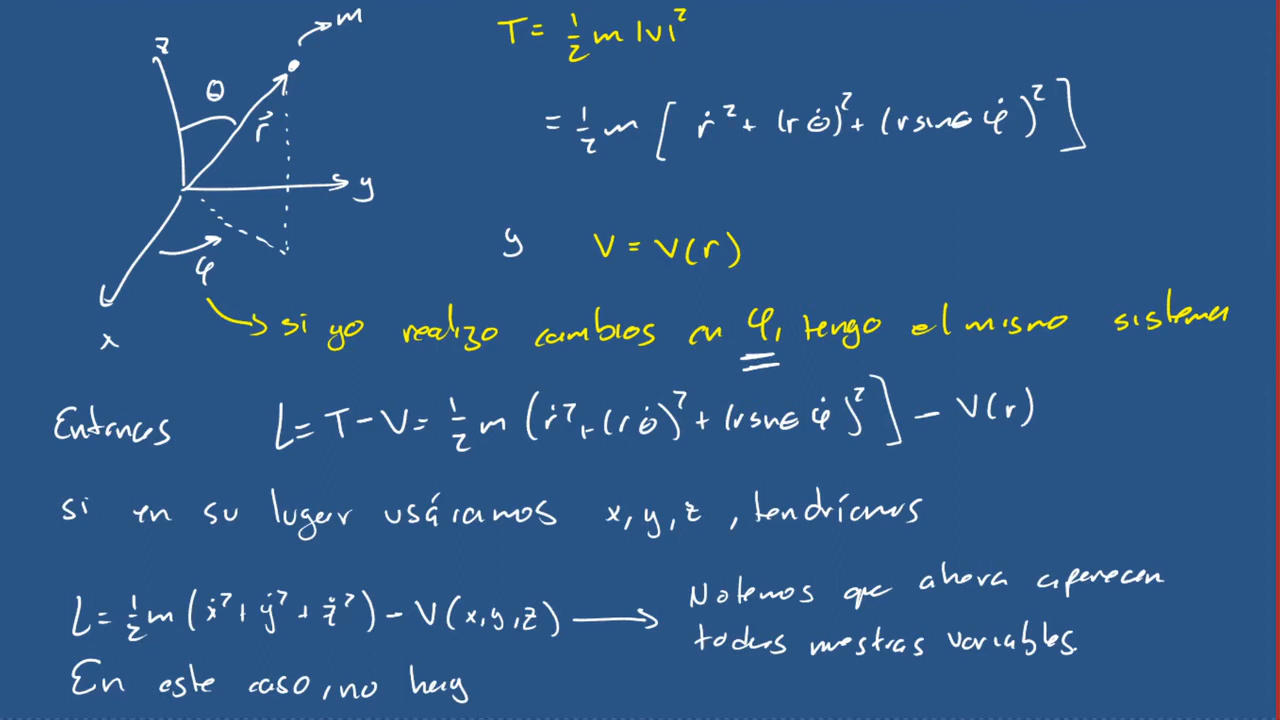 z
θ
m
r⃗
y
φ
x
T = 1/2 m |v|²
= 1/2 m [ ṙ² + (r θ̇)² + (r sinθ φ̇)² ]
y V = V(r)
si yo realizo cambios en φ, tengo el mismo sistema
Entonces L = T - V = 1/2 m (ṙ² + (r θ̇)² + (r sinθ φ̇)²] - V(r)
si en su lugar usáramos x, y, z, tendríamos
L = 1/2 m (ẋ² + ẏ² + ż²) - V(x, y, z) ⟶ Notemos que ahora aparecen
todas nuestras variables.
En este caso, no hay